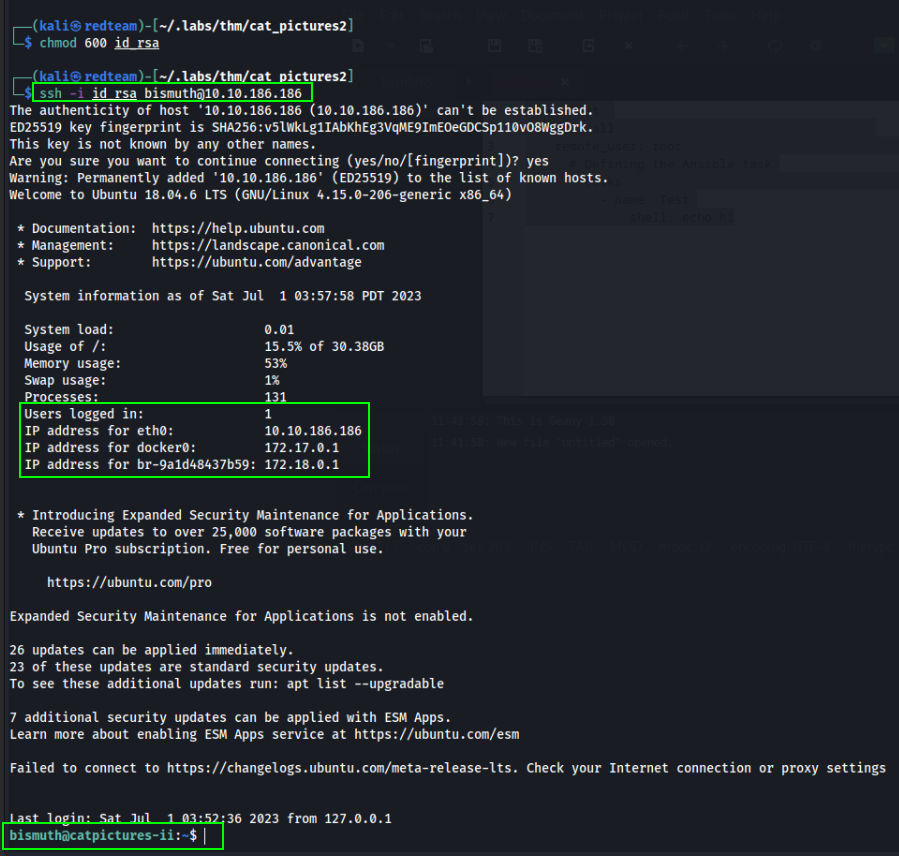 (kali㉿redteam)-[~/.labs/thm/cat_pictures2]
$ chmod 600 id_rsa
(kali㉿redteam)-[~/.labs/thm/cat_pictures2]
$ ssh -i id_rsa bismuth@10.10.186.186
The authenticity of host '10.10.186.186 (10.10.186.186)' can't be established.
ED25519 key fingerprint is SHA256:v5lWkLg1IAbKhEg3VqME9ImEOeGDCSp110vO8WggDrk.
This key is not known by any other names.
Are you sure you want to continue connecting (yes/no/[fingerprint])? yes
Warning: Permanently added '10.10.186.186' (ED25519) to the list of known hosts.
Welcome to Ubuntu 18.04.6 LTS (GNU/Linux 4.15.0-206-generic x86_64)
* Documentation:  https://help.ubuntu.com
* Management:     https://landscape.canonical.com
* Support:        https://ubuntu.com/advantage
System information as of Sat Jul  1 03:57:58 PDT 2023
System load:                    0.01
Usage of /:                     15.5% of 30.38GB
Memory usage:                   53%
Swap usage:                     1%
Processes:                      131
Users logged in:                1
IP address for eth0:            10.10.186.186
IP address for docker0:         172.17.0.1
IP address for br-9a1d48437b59: 172.18.0.1
* Introducing Expanded Security Maintenance for Applications.
Receive updates to over 25,000 software packages with your
Ubuntu Pro subscription. Free for personal use.
https://ubuntu.com/pro
Expanded Security Maintenance for Applications is not enabled.
26 updates can be applied immediately.
23 of these updates are standard security updates.
To see these additional updates run: apt list --upgradable
7 additional security updates can be applied with ESM Apps.
Learn more about enabling ESM Apps service at https://ubuntu.com/esm
Failed to connect to https://changelogs.ubuntu.com/meta-release-lts. Check your Internet connection or proxy settings
Last login: Sat Jul  1 03:52:36 2023 from 127.0.0.1
bismuth@catpictures-ii:~$